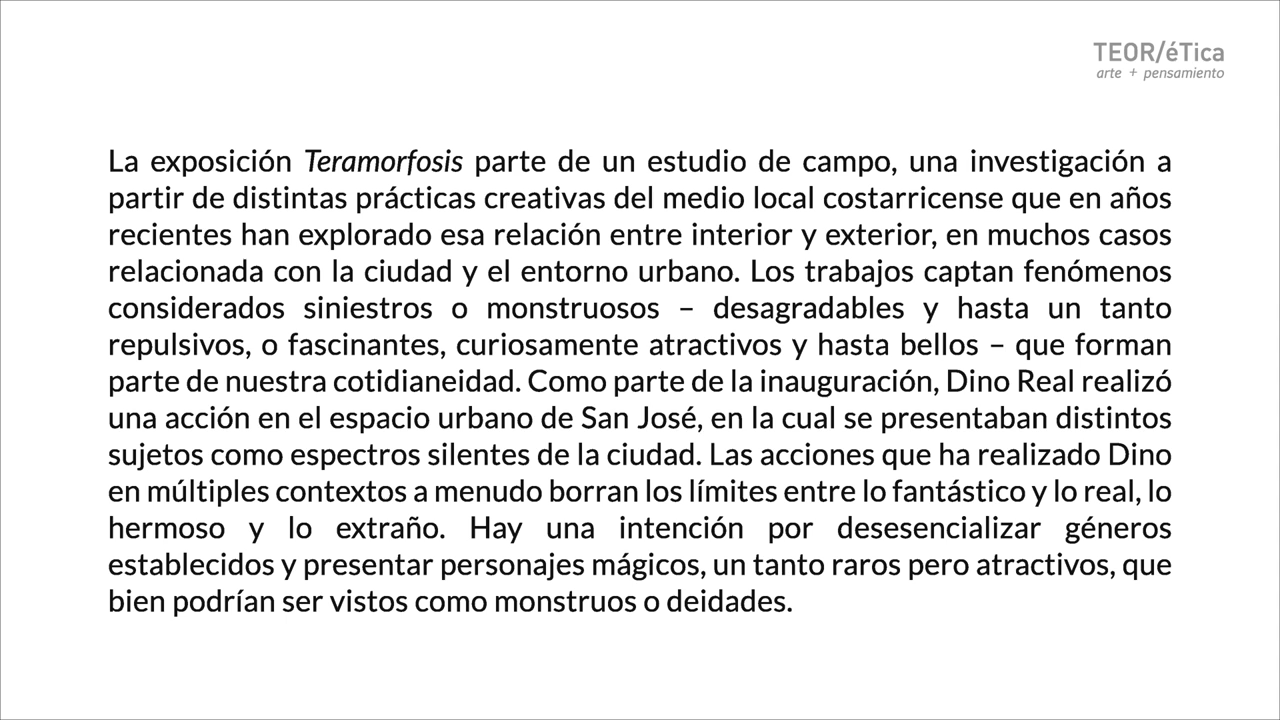 TEOR/éTica
arte + pensamiento
La exposición Teramorfosis parte de un estudio de campo, una investigación a
partir de distintas prácticas creativas del medio local costarricense que en años
recientes han explorado esa relación entre interior y exterior, en muchos casos
relacionada con la ciudad y el entorno urbano. Los trabajos captan fenómenos
considerados siniestros o monstruosos – desagradables y hasta un tanto
repulsivos, o fascinantes, curiosamente atractivos y hasta bellos – que forman
parte de nuestra cotidianeidad. Como parte de la inauguración, Dino Real realizó
una acción en el espacio urbano de San José, en la cual se presentaban distintos
sujetos como espectros silentes de la ciudad. Las acciones que ha realizado Dino
en múltiples contextos a menudo borran los límites entre lo fantástico y lo real, lo
hermoso y lo extraño. Hay una intención por desesencializar géneros
establecidos y presentar personajes mágicos, un tanto raros pero atractivos, que
bien podrían ser vistos como monstruos o deidades.